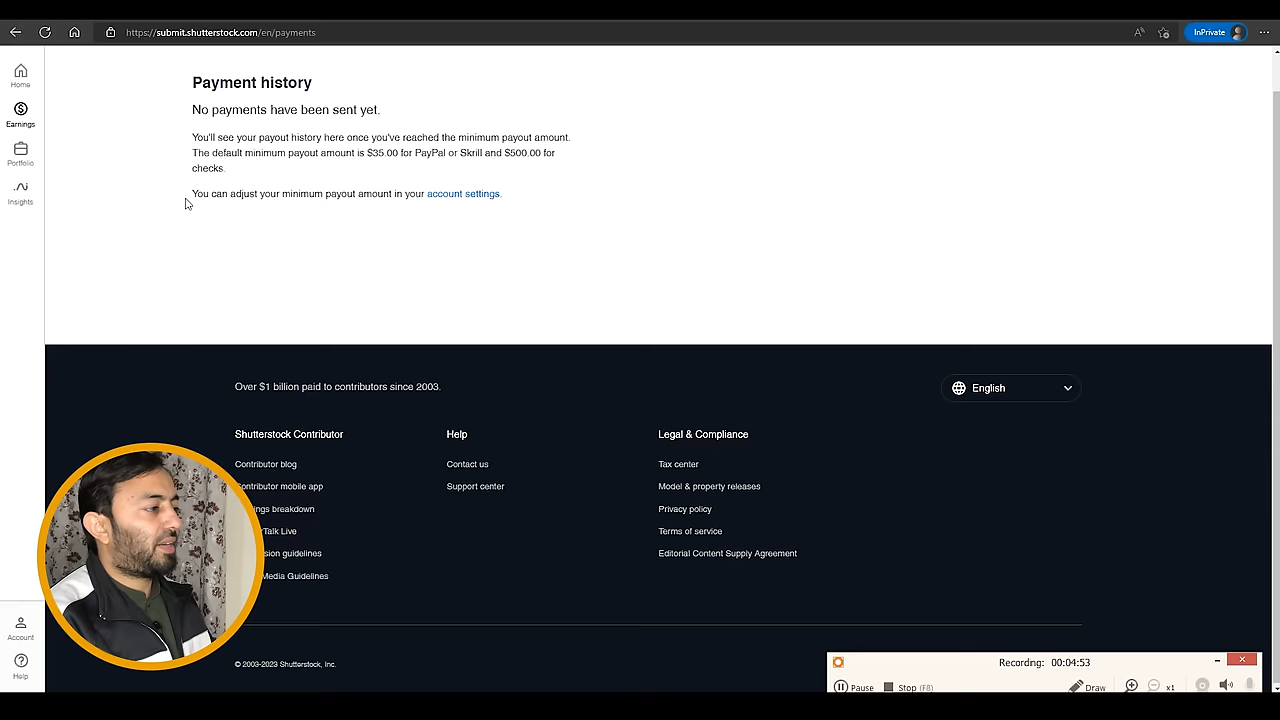 https://submit.shutterstock.com/en/payments
InPrivate
Home
Earnings
Portfolio
Insights
Payment history
No payments have been sent yet.
You'll see your payout history here once you've reached the minimum payout amount.
The default minimum payout amount is $35.00 for PayPal or Skrill and $500.00 for
checks.
You can adjust your minimum payout amount in your account settings.
Over $1 billion paid to contributors since 2003.
English
Shutterstock Contributor
Help
Legal & Compliance
Contributor blog
Contact us
Tax center
ontributor mobile app
Support center
Model & property releases
ngs breakdown
Privacy policy
Talk Live
Terms of service
sion guidelines
Editorial Content Supply Agreement
Media Guidelines
Account
Help
© 2003-2023 Shutterstock, Inc.
Recording: 00:04:53
Pause
Stop (F8)
Draw
x1